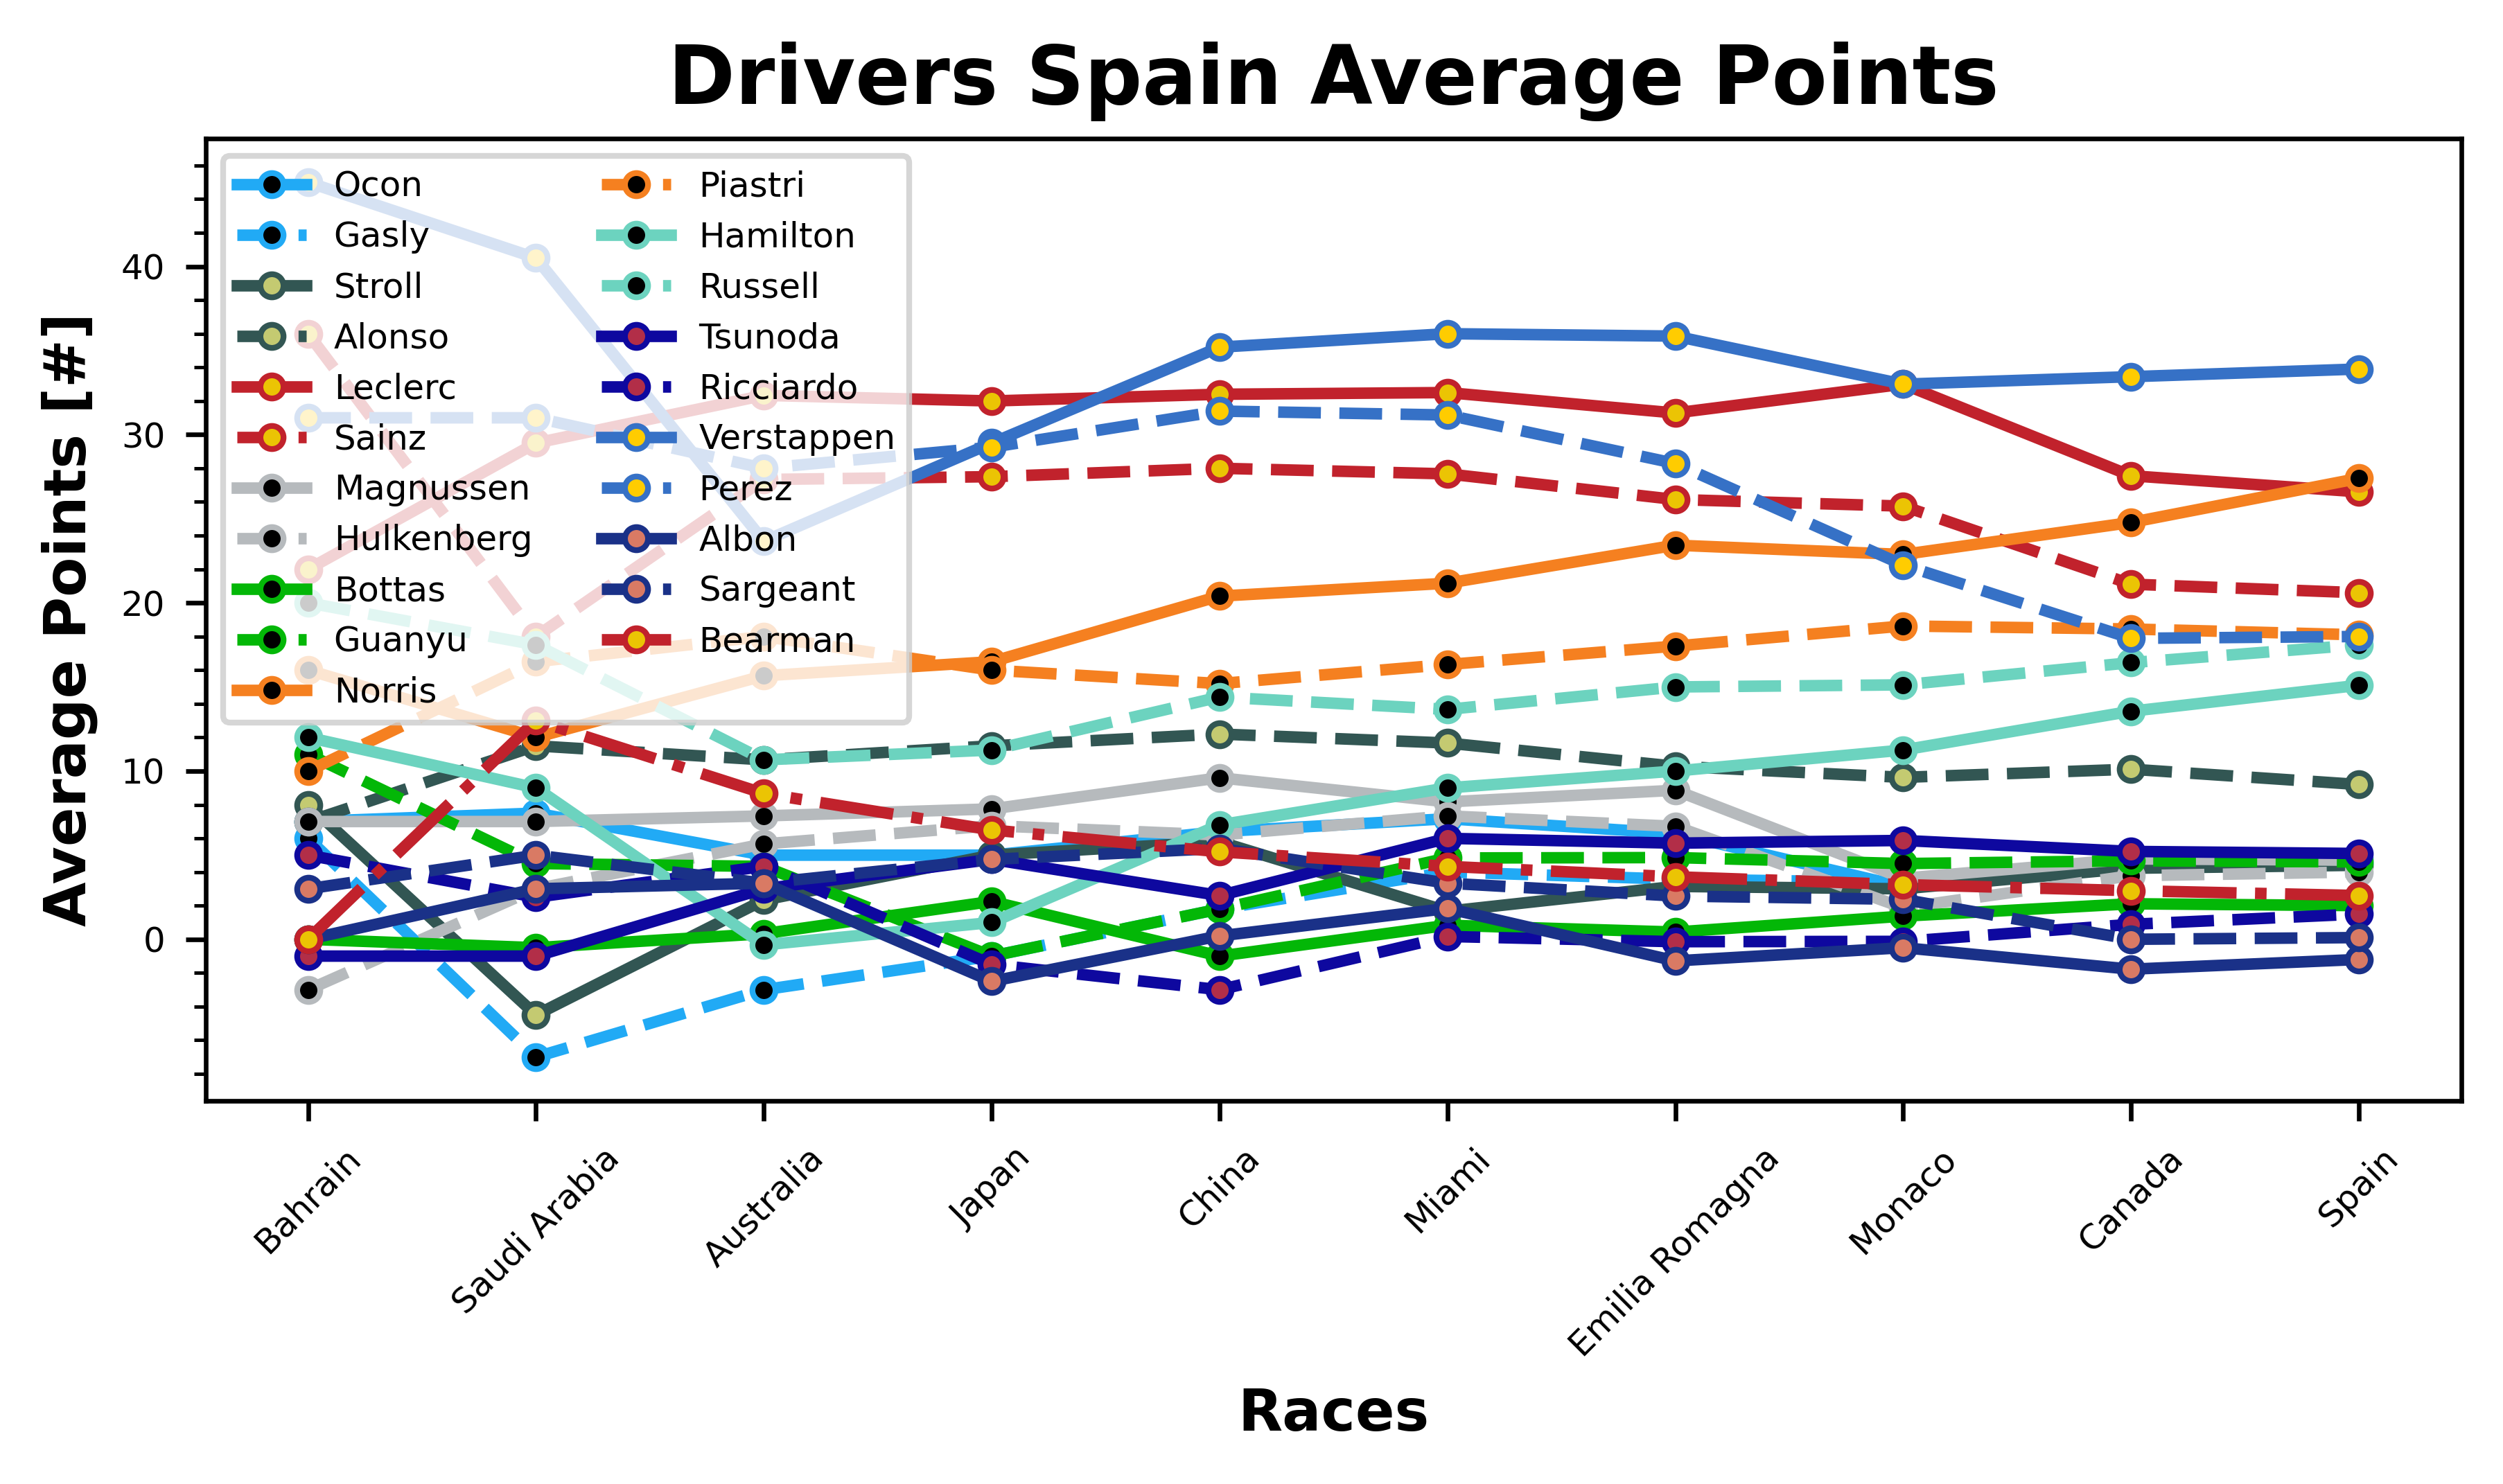 Drivers Spain Average Points
Average Points [#]
40
30
20
10
0
Ocon
Gasly
Stroll
Alonso
Leclerc
Sainz
Magnussen
Hulkenberg
Bottas
Guanyu
Norris
Piastri
Hamilton
Russell
Tsunoda
Ricciardo
Verstappen
Perez
Albon
Sargeant
Bearman
Bahrain
Saudi Arabia
Australia
Japan
China
Miami
Emilia Romagna
Monaco
Canada
Spain
Races